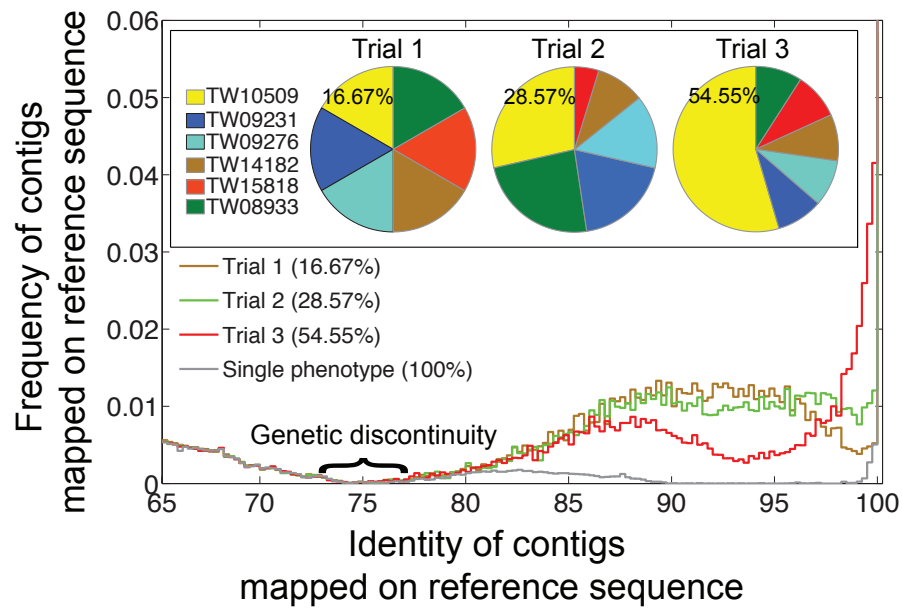 Frequency of contigs
mapped on reference sequence
0.06
0.05
0.04
0.03
0.02
0.01
0
Trial 1
Trial 2
Trial 3
TW10509
TW09231
TW09276
TW14182
TW15818
TW08933
16.67%
28.57%
54.55%
Trial 1 (16.67%)
Trial 2 (28.57%)
Trial 3 (54.55%)
Single phenotype (100%)
Genetic discontinuity
65
70
75
80
85
90
95
100
Identity of contigs
mapped on reference sequence